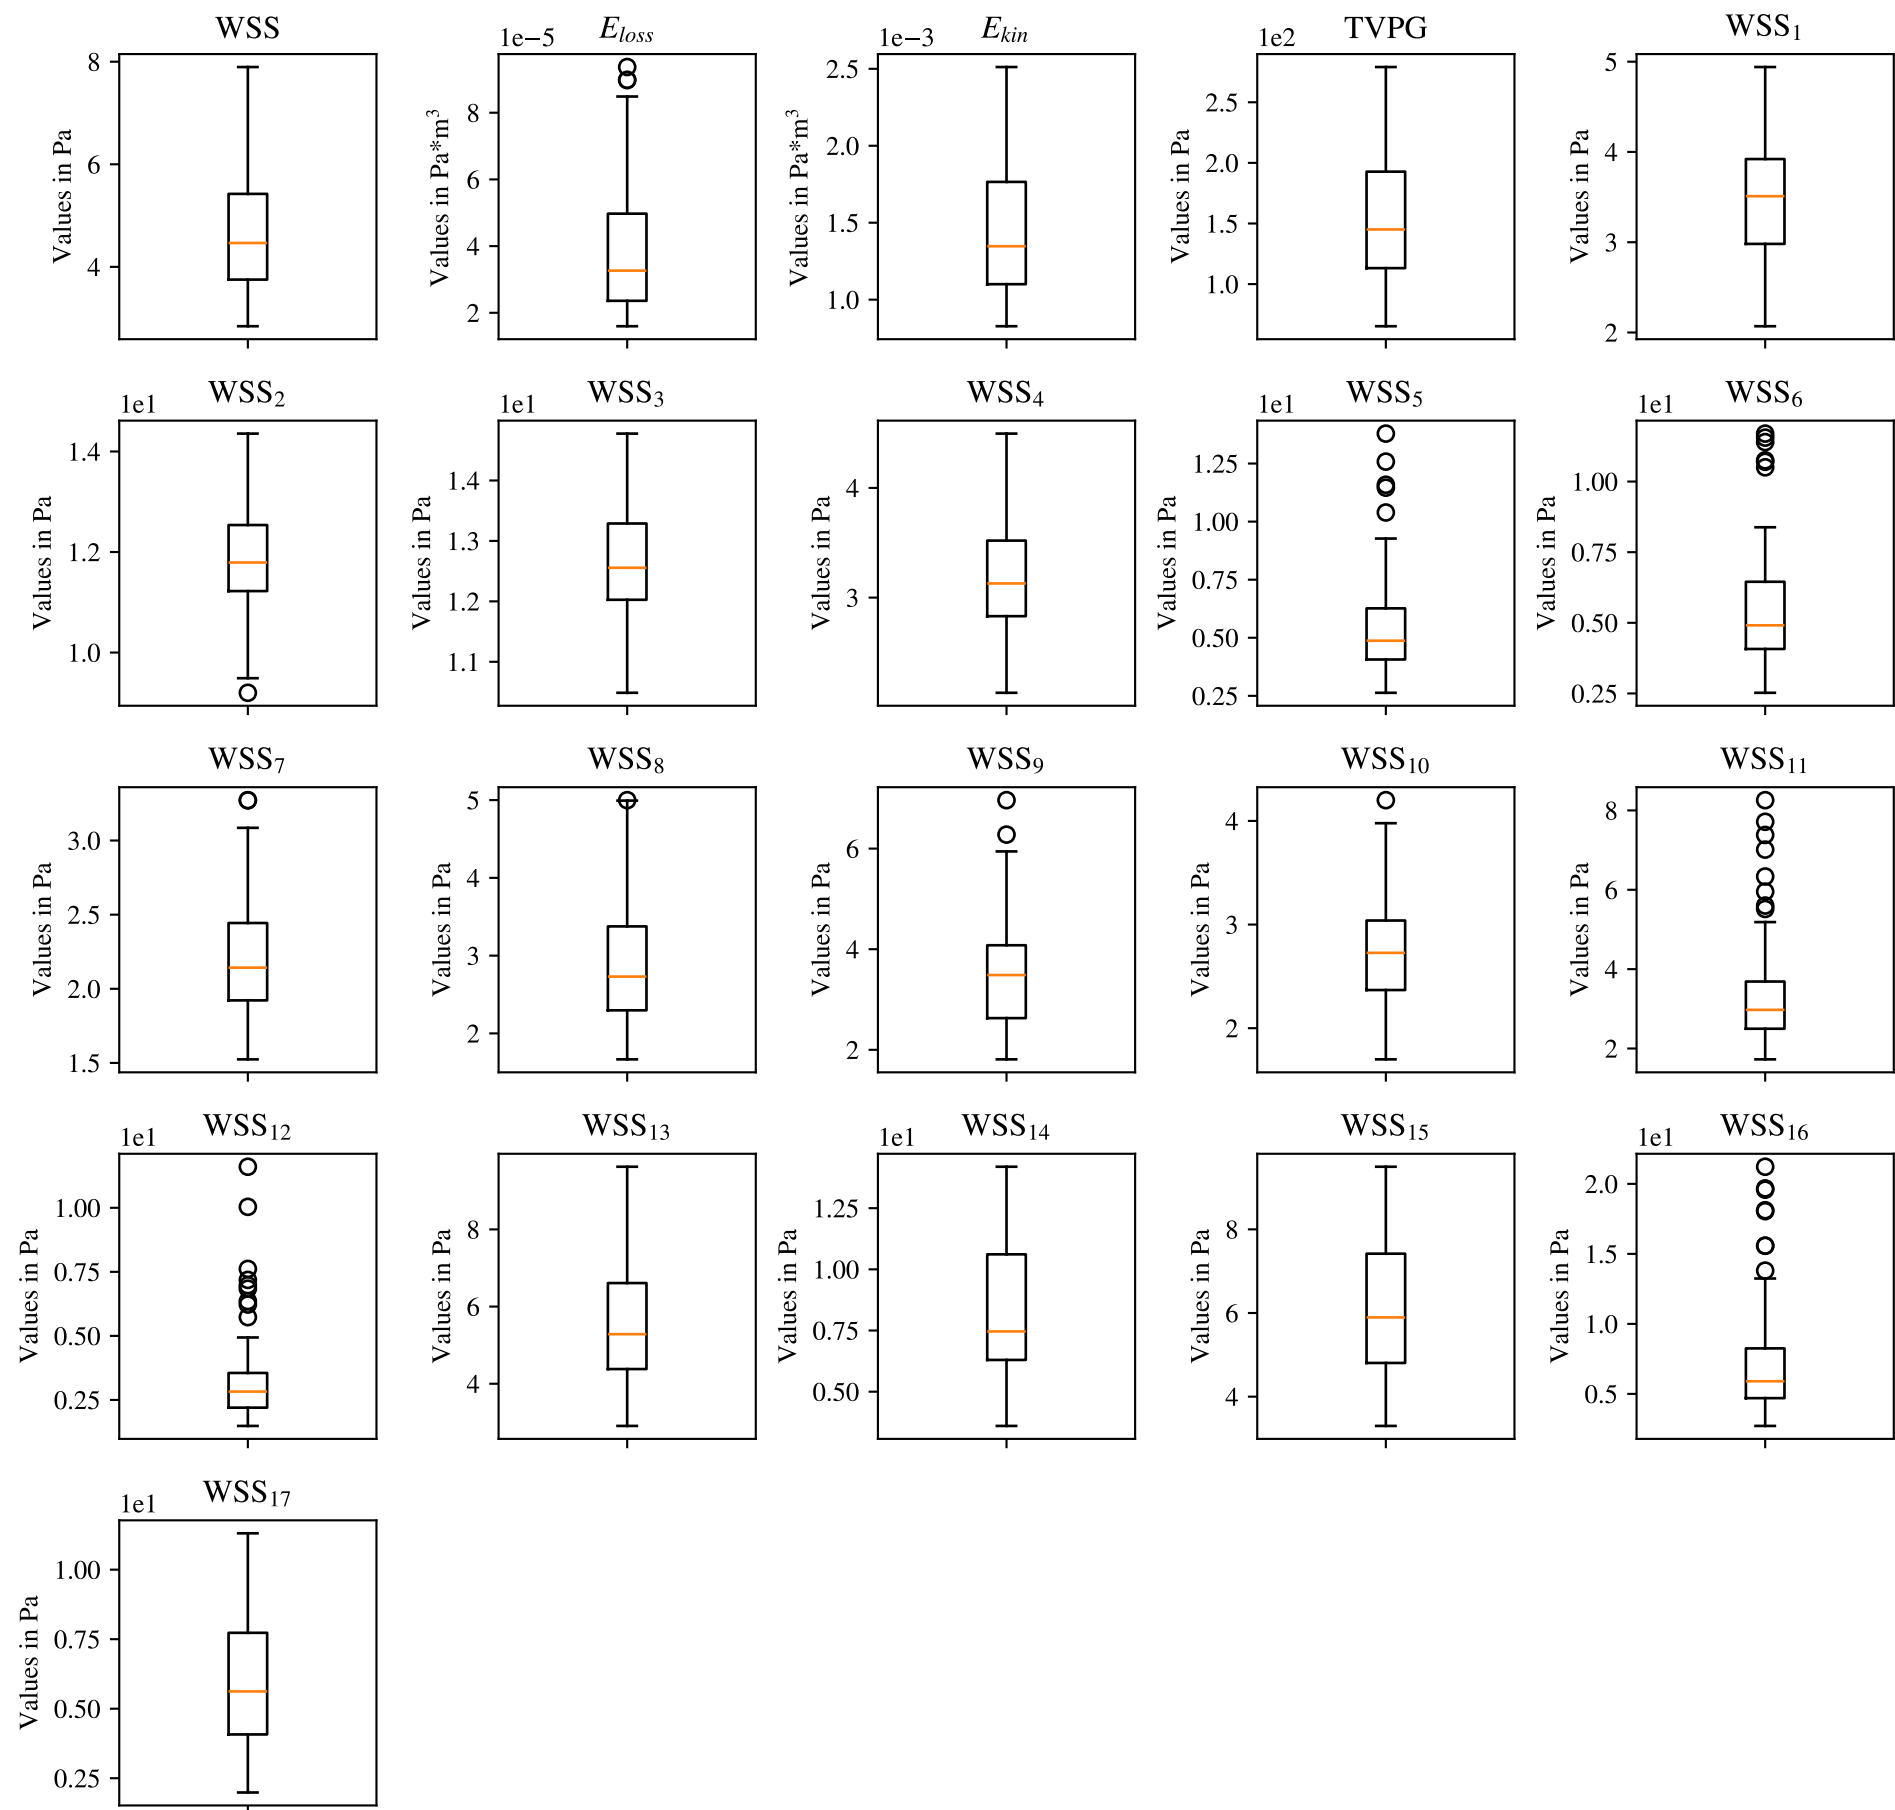 WSS
8
6
4
Values in Pa
1e−5
E_loss
8
6
4
2
Values in Pa*m³
1e−3
E_kin
2.5
2.0
1.5
1.0
Values in Pa*m³
1e2
TVPG
2.5
2.0
1.5
1.0
Values in Pa
WSS₁
5
4
3
2
Values in Pa
1e1
WSS₂
1.4
1.2
1.0
Values in Pa
1e1
WSS₃
1.4
1.3
1.2
1.1
Values in Pa
WSS₄
4
3
Values in Pa
1e1
WSS₅
1.25
1.00
0.75
0.50
0.25
Values in Pa
1e1
WSS₆
1.00
0.75
0.50
0.25
Values in Pa
WSS₇
3.0
2.5
2.0
1.5
Values in Pa
WSS₈
5
4
3
2
Values in Pa
WSS₉
6
4
2
Values in Pa
WSS₁₀
4
3
2
Values in Pa
WSS₁₁
8
6
4
2
Values in Pa
1e1
WSS₁₂
1.00
0.75
0.50
0.25
Values in Pa
WSS₁₃
8
6
4
Values in Pa
1e1
WSS₁₄
1.25
1.00
0.75
0.50
Values in Pa
WSS₁₅
8
6
4
Values in Pa
1e1
WSS₁₆
2.0
1.5
1.0
0.5
Values in Pa
1e1
WSS₁₇
1.00
0.75
0.50
0.25
Values in Pa